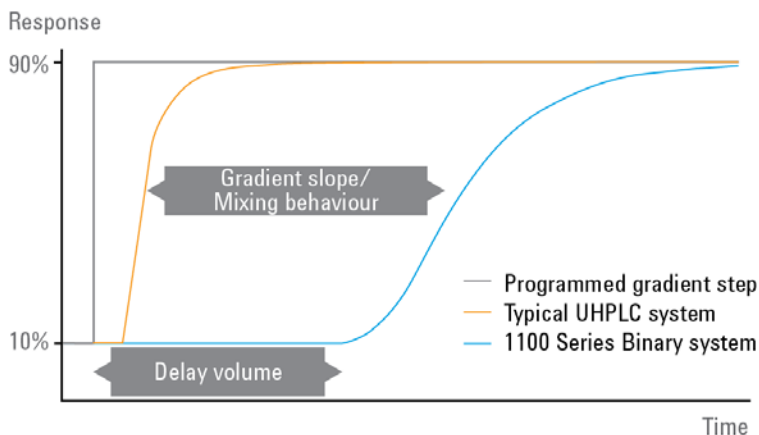 Response
90%
Gradient slope/
Mixing behaviour
Programmed gradient step
Typical UHPLC system
1100 Series Binary system
10%
Delay volume
Time